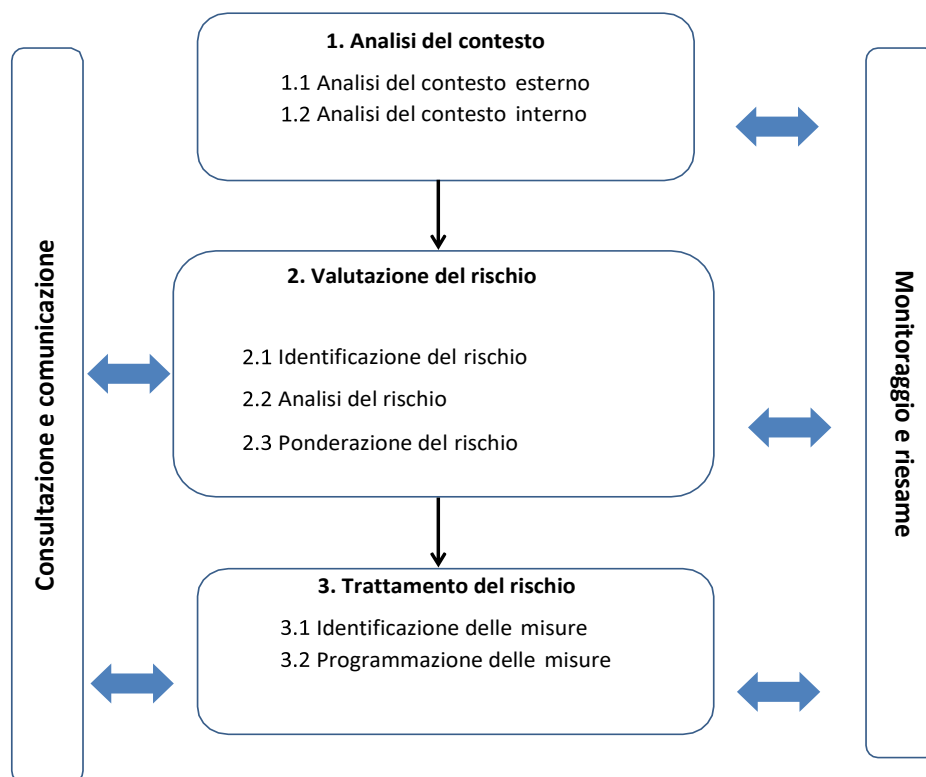 Consultazione e comunicazione
1. Analisi del contesto
1.1 Analisi del contesto esterno
1.2 Analisi del contesto interno
2. Valutazione del rischio
2.1 Identificazione del rischio
2.2 Analisi del rischio
2.3 Ponderazione del rischio
3. Trattamento del rischio
3.1 Identificazione delle misure
3.2 Programmazione delle misure
Monitoraggio e riesame